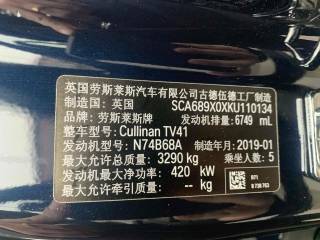 英国劳斯莱斯汽车有限公司古德伍德工厂制造
制造国: 英国 SCA689X0XKU110134
品牌: 劳斯莱斯牌 发动机排量: 6749 mL
整车型号: Cullinan TV41
发动机型号: N74B68A 制造年月: 2019-01
最大允许总质量: 3290 kg 乘坐人数: 5
发动机最大净功率: 420 kW
最大允许牵引质量: -- kg